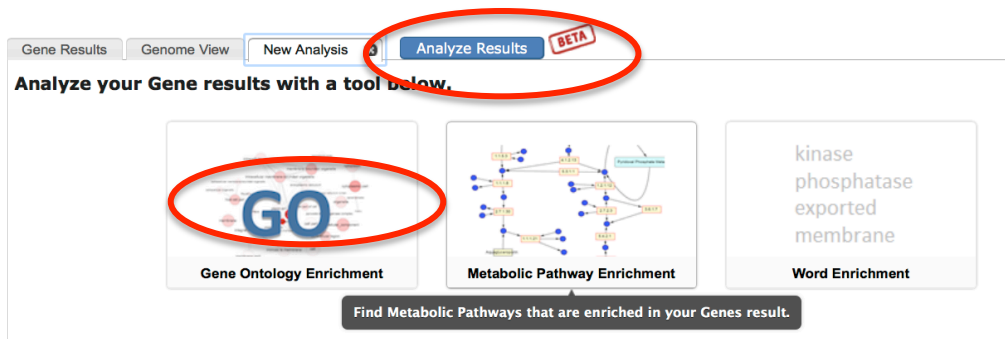 Gene Results
Genome View
New Analysis
Analyze Results
BETA
Analyze your Gene results with a tool below.
GO
Gene Ontology Enrichment
Metabolic Pathway Enrichment
kinase
phosphatase
exported
membrane
Word Enrichment
Find Metabolic Pathways that are enriched in your Genes result.